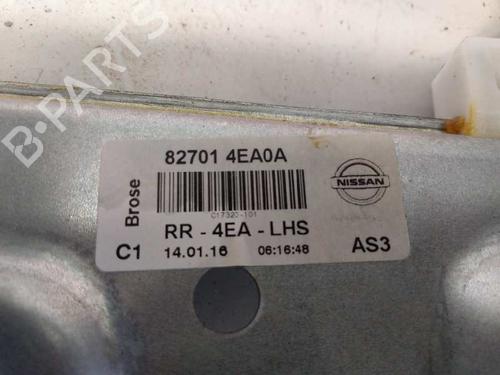 82701 4EA0A
Brose
C17320-101
NISSAN
RR - 4EA - LHS
C1 14.01.16 06:16:48 AS3
B-PARTS